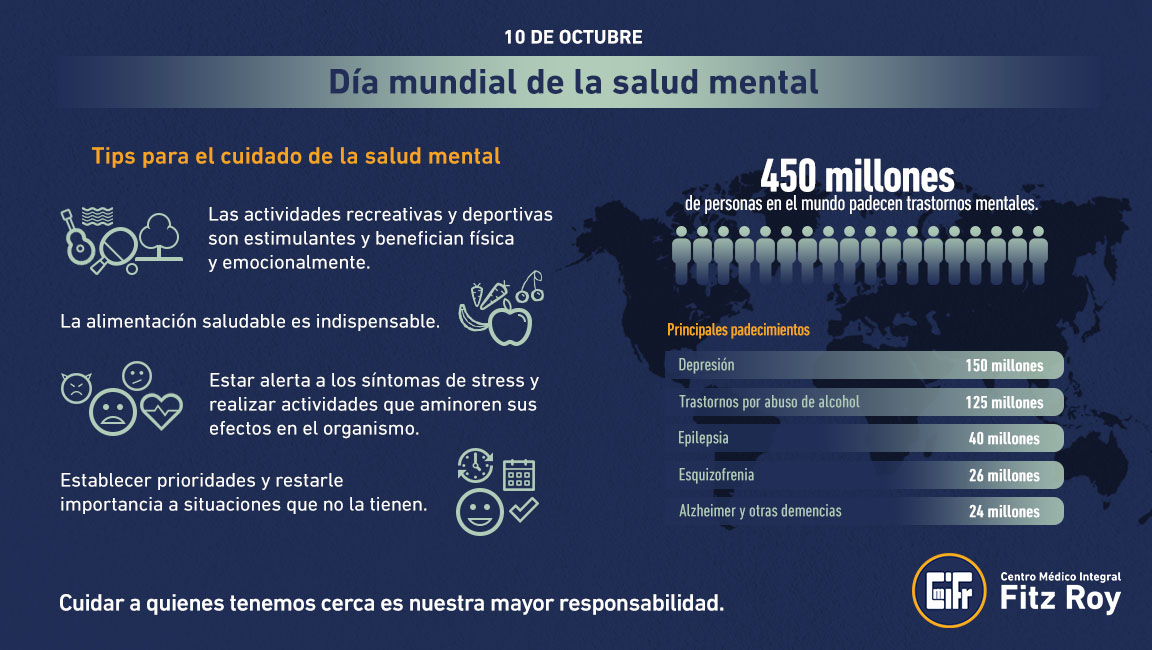 10 DE OCTUBRE
Día mundial de la salud mental
Tips para el cuidado de la salud mental
Las actividades recreativas y deportivas
son estimulantes y benefician física
y emocionalmente.
La alimentación saludable es indispensable.
Estar alerta a los síntomas de stress y
realizar actividades que aminoren sus
efectos en el organismo.
Establecer prioridades y restarle
importancia a situaciones que no la tienen.
450 millones
de personas en el mundo padecen trastornos mentales.
Principales padecimientos
Depresión 150 millones
Trastornos por abuso de alcohol 125 millones
Epilepsia 40 millones
Esquizofrenia 26 millones
Alzheimer y otras demencias 24 millones
Cuidar a quienes tenemos cerca es nuestra mayor responsabilidad.
CmiFr
Centro Médico Integral
Fitz Roy